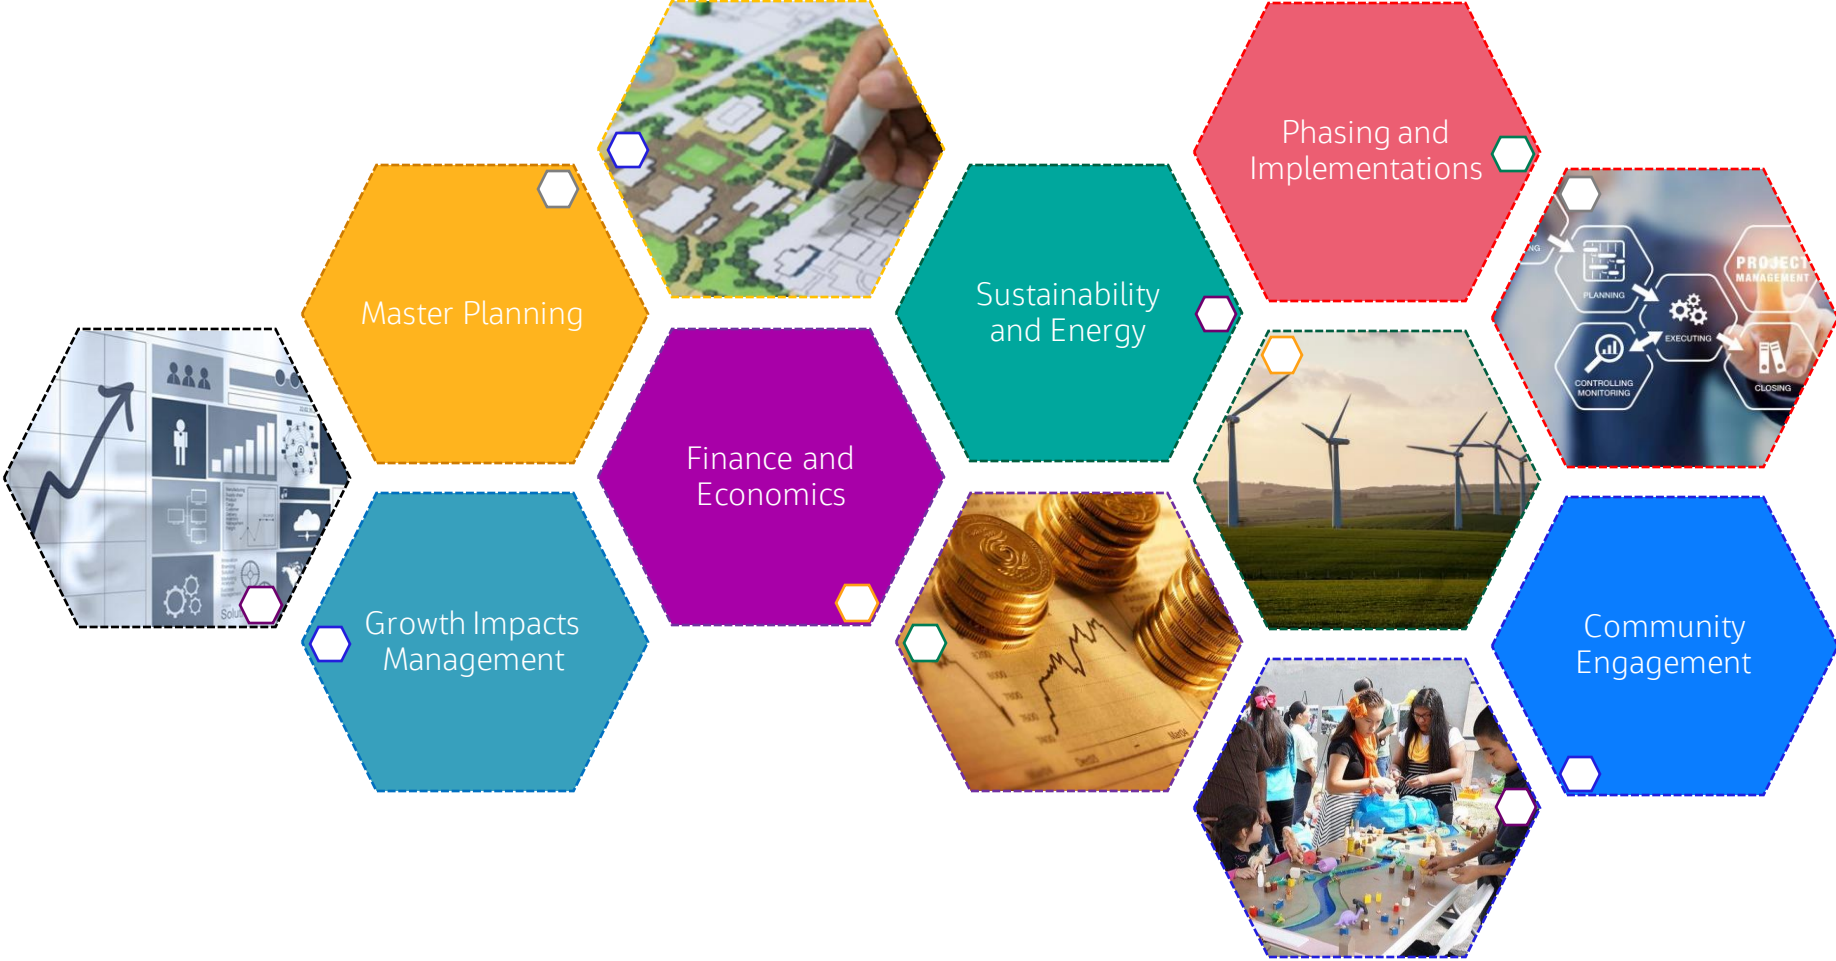 Phasing and
Implementations
Master Planning
Sustainability
and Energy
PROJECT
MANAGEMENT
PLANNING
EXECUTING
CONTROLLING
MONITORING
CLOSING
Finance and
Economics
Growth Impacts
Management
Community
Engagement